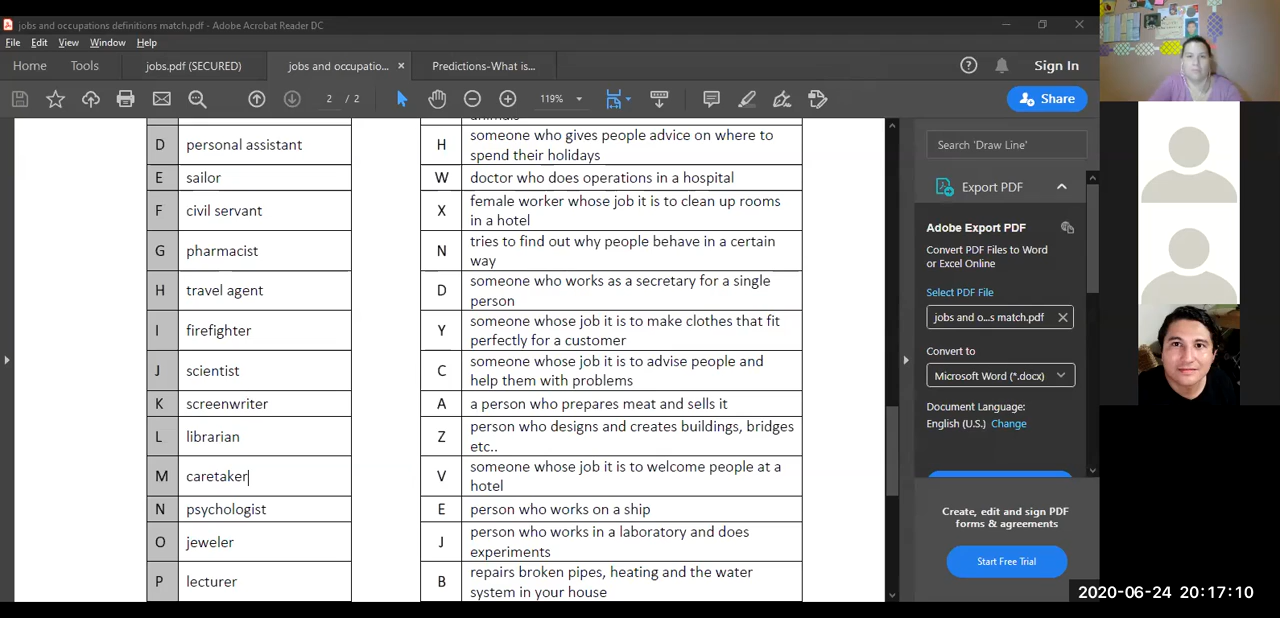 jobs and occupations definitions match.pdf - Adobe Acrobat Reader DC
File Edit View Window Help
Home Tools jobs.pdf (SECURED) jobs and occupatio... × Predictions-What is... Sign In
2 / 2 119% Share
animals
D personal assistant H someone who gives people advice on where to
spend their holidays
E sailor W doctor who does operations in a hospital
F civil servant X female worker whose job it is to clean up rooms
in a hotel
G pharmacist N tries to find out why people behave in a certain
way
H travel agent D someone who works as a secretary for a single
person
I firefighter Y someone whose job it is to make clothes that fit
perfectly for a customer
J scientist C someone whose job it is to advise people and
help them with problems
K screenwriter A a person who prepares meat and sells it
L librarian Z person who designs and creates buildings, bridges
etc..
M caretaker V someone whose job it is to welcome people at a
hotel
N psychologist E person who works on a ship
O jeweler J person who works in a laboratory and does
experiments
P lecturer B repairs broken pipes, heating and the water
system in your house
Search 'Draw Line'
Export PDF
Adobe Export PDF
Convert PDF Files to Word
or Excel Online
Select PDF File
jobs and o...s match.pdf
Convert to
Microsoft Word (*.docx)
Document Language:
English (U.S.) Change
Create, edit and sign PDF
forms & agreements
Start Free Trial
2020-06-24 20:17:10